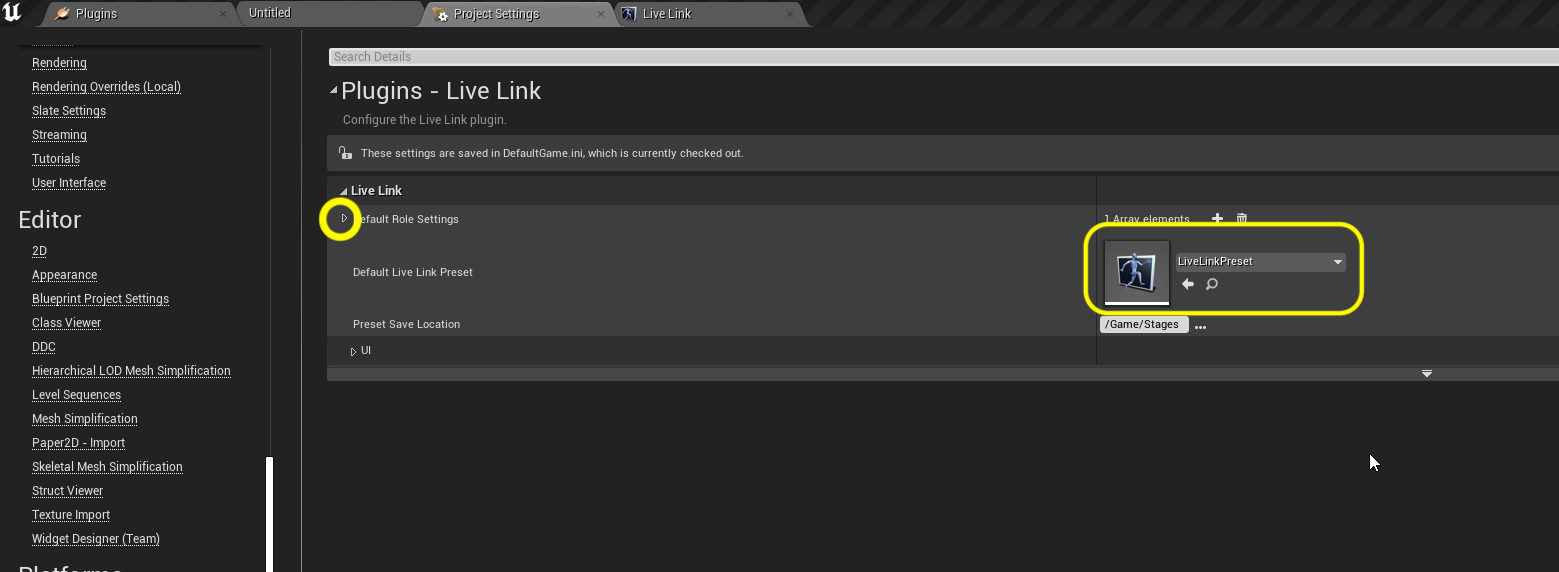 Plugins
Untitled
Project Settings
Live Link
Rendering
Rendering Overrides (Local)
Slate Settings
Streaming
Tutorials
User Interface
Editor
2D
Appearance
Blueprint Project Settings
Class Viewer
DDC
Hierarchical LOD Mesh Simplification
Level Sequences
Mesh Simplification
Paper2D - Import
Skeletal Mesh Simplification
Struct Viewer
Texture Import
Widget Designer (Team)
Platforms
Search Details
Plugins - Live Link
Configure the Live Link plugin.
These settings are saved in DefaultGame.ini, which is currently checked out.
Live Link
efault Role Settings
1 Array elements
Default Live Link Preset
LiveLinkPreset
Preset Save Location
/Game/Stages
...
UI